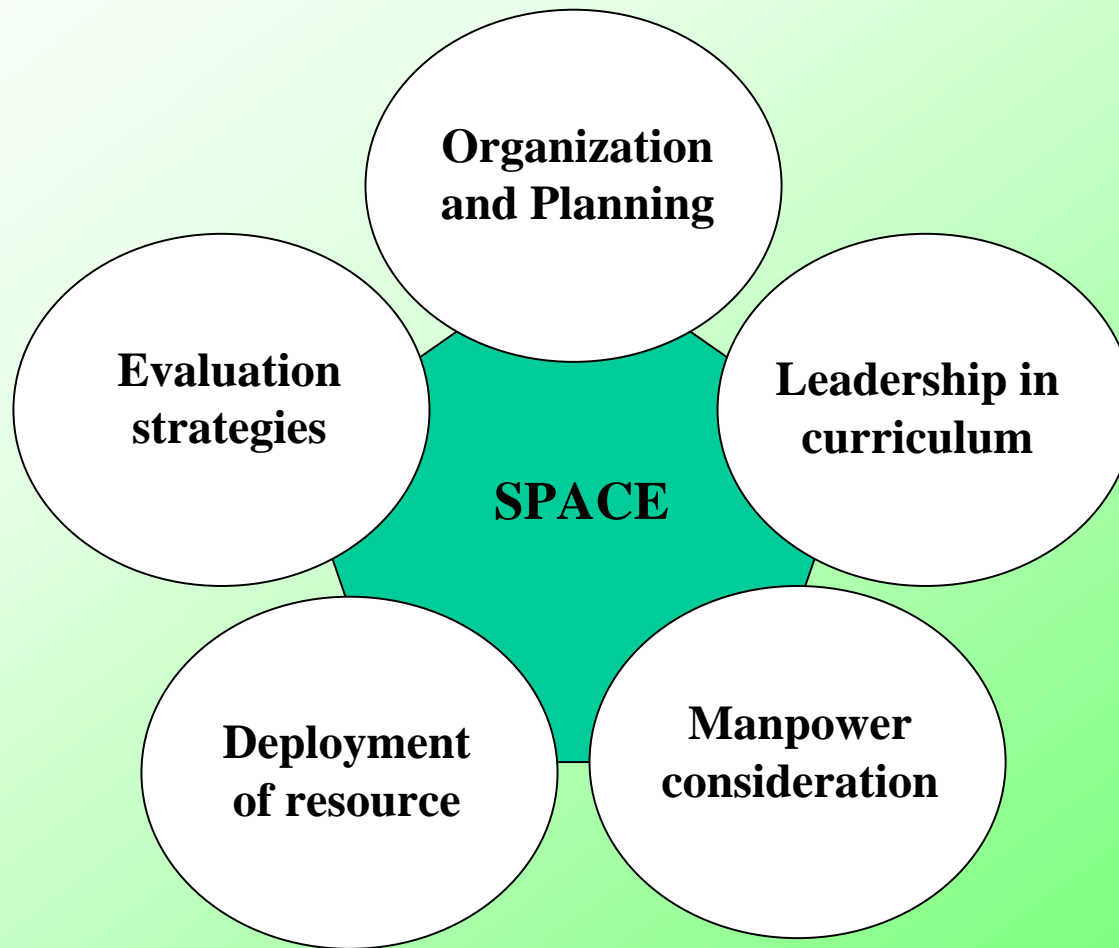 Organization
and Planning
Evaluation
strategies
Leadership in
curriculum
SPACE
Deployment
of resource
Manpower
consideration